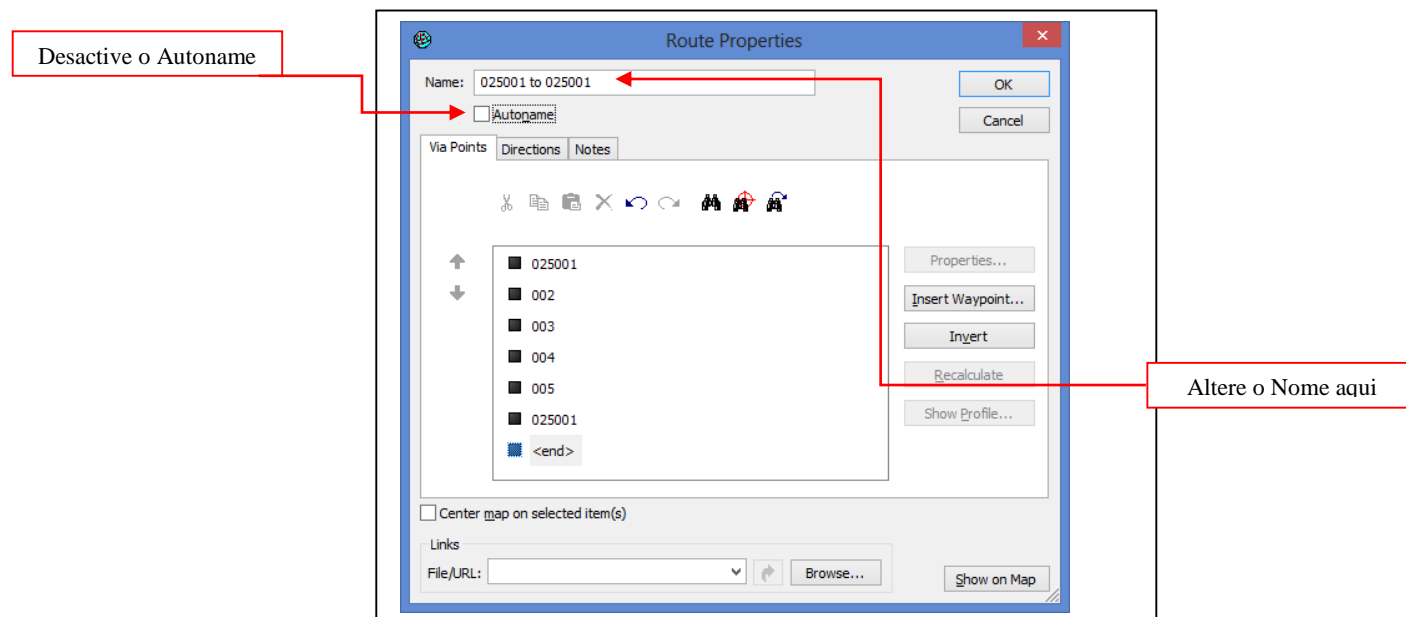 Route Properties
Desactive o Autoname
Name: 025001 to 025001
OK
Autoname
Cancel
Via Points Directions Notes
025001
Properties...
002
Insert Waypoint...
003
Invert
004
Recalculate
005
Altere o Nome aqui
025001
Show Profile...
<end>
Center map on selected item(s)
Links
File/URL:
Browse...
Show on Map